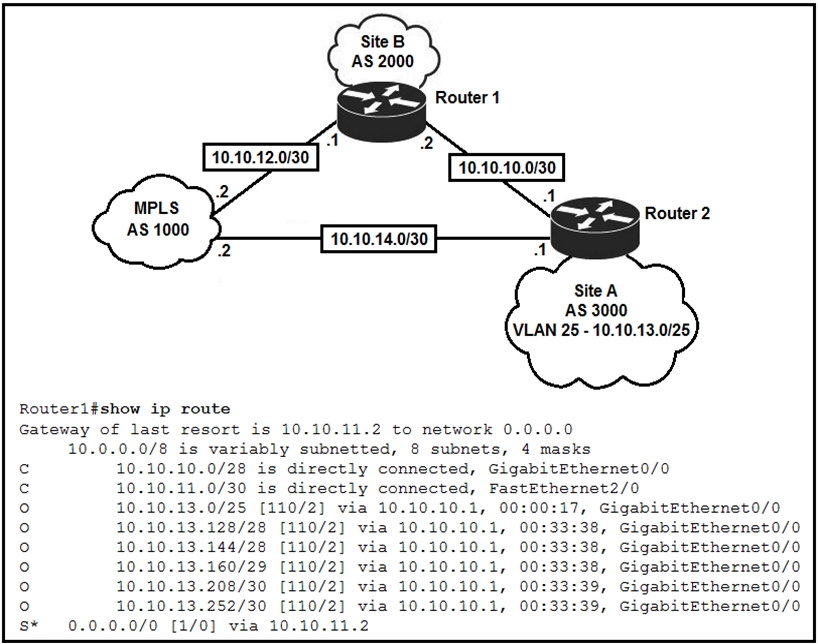 Site B
AS 2000
Router 1
.1
.2
10.10.12.0/30
10.10.10.0/30
.2
.1
MPLS
AS 1000
Router 2
.2
10.10.14.0/30
.1
Site A
AS 3000
VLAN 25 - 10.10.13.0/25
Router1#show ip route
Gateway of last resort is 10.10.11.2 to network 0.0.0.0
10.0.0.0/8 is variably subnetted, 8 subnets, 4 masks
C 10.10.10.0/28 is directly connected, GigabitEthernet0/0
C 10.10.11.0/30 is directly connected, FastEthernet2/0
O 10.10.13.0/25 [110/2] via 10.10.10.1, 00:00:17, GigabitEthernet0/0
O 10.10.13.128/28 [110/2] via 10.10.10.1, 00:33:38, GigabitEthernet0/0
O 10.10.13.144/28 [110/2] via 10.10.10.1, 00:33:38, GigabitEthernet0/0
O 10.10.13.160/29 [110/2] via 10.10.10.1, 00:33:38, GigabitEthernet0/0
O 10.10.13.208/30 [110/2] via 10.10.10.1, 00:33:39, GigabitEthernet0/0
O 10.10.13.252/30 [110/2] via 10.10.10.1, 00:33:39, GigabitEthernet0/0
S* 0.0.0.0/0 [1/0] via 10.10.11.2